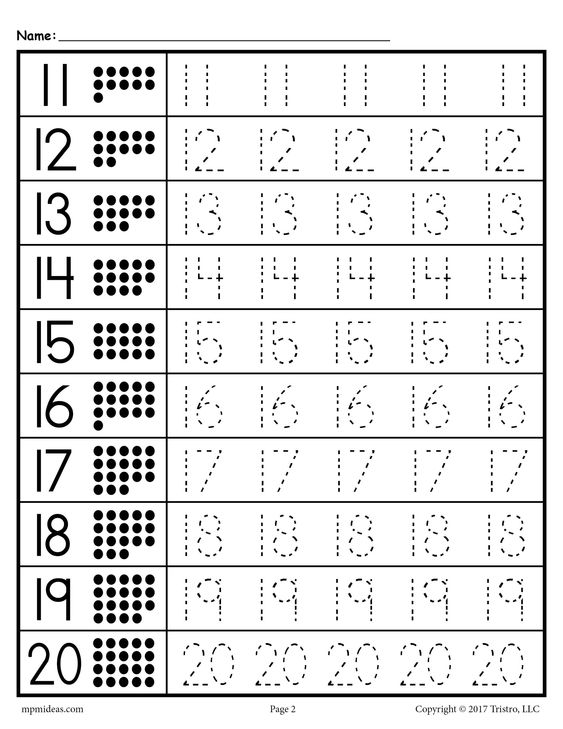 Name:
11 11 11 11 11 11
12 12 12 12 12 12
13 13 13 13 13 13
14 14 14 14 14 14
15 15 15 15 15 15
16 16 16 16 16 16
17 17 17 17 17 17
18 18 18 18 18 18
19 19 19 19 19 19
20 20 20 20 20 20
mpmideas.com Page 2 Copyright © 2017 Tristro, LLC